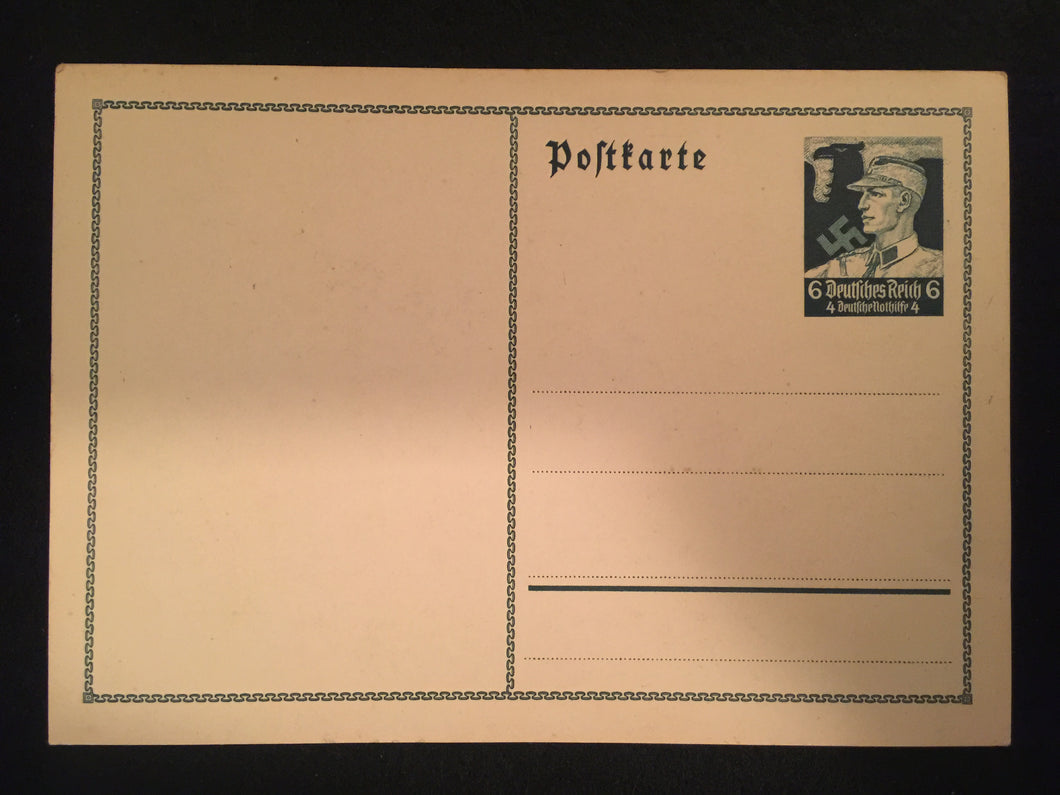 Poſtkarte
6 Deutſches Reich 6
4 Deutſche Nothilfe 4